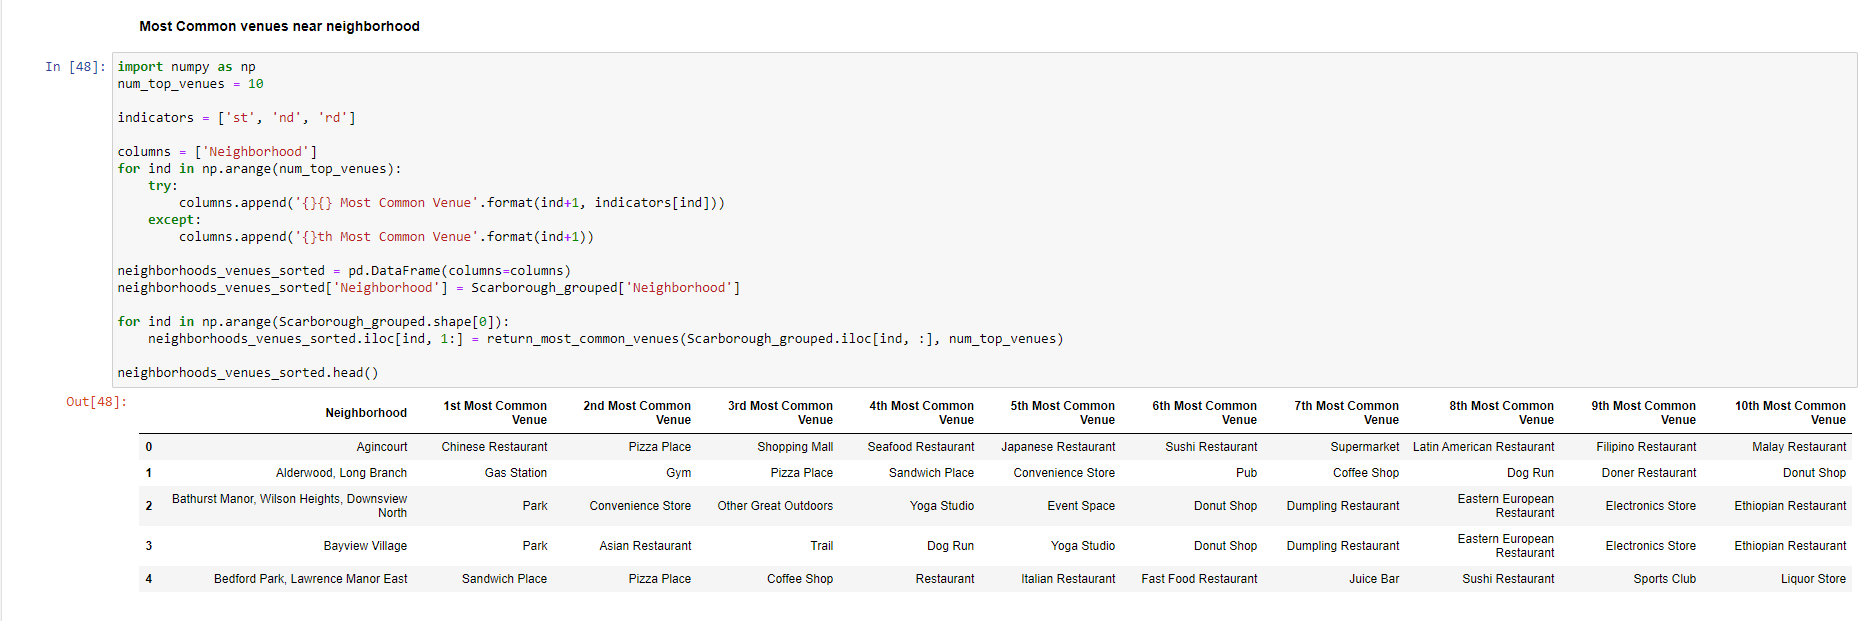 Most Common venues near neighborhood
In [48]:
import numpy as np
num_top_venues = 10
indicators = ['st', 'nd', 'rd']
columns = ['Neighborhood']
for ind in np.arange(num_top_venues):
    try:
        columns.append('{}{} Most Common Venue'.format(ind+1, indicators[ind]))
    except:
        columns.append('{}th Most Common Venue'.format(ind+1))
neighborhoods_venues_sorted = pd.DataFrame(columns=columns)
neighborhoods_venues_sorted['Neighborhood'] = Scarborough_grouped['Neighborhood']
for ind in np.arange(Scarborough_grouped.shape[0]):
    neighborhoods_venues_sorted.iloc[ind, 1:] = return_most_common_venues(Scarborough_grouped.iloc[ind, :], num_top_venues)
neighborhoods_venues_sorted.head()
Out[48]:
Neighborhood 1st Most Common Venue 2nd Most Common Venue 3rd Most Common Venue 4th Most Common Venue 5th Most Common Venue 6th Most Common Venue 7th Most Common Venue 8th Most Common Venue 9th Most Common Venue 10th Most Common Venue
0 Agincourt Chinese Restaurant Pizza Place Shopping Mall Seafood Restaurant Japanese Restaurant Sushi Restaurant Supermarket Latin American Restaurant Filipino Restaurant Malay Restaurant
1 Alderwood, Long Branch Gas Station Gym Pizza Place Sandwich Place Convenience Store Pub Coffee Shop Dog Run Doner Restaurant Donut Shop
2 Bathurst Manor, Wilson Heights, Downsview North Park Convenience Store Other Great Outdoors Yoga Studio Event Space Donut Shop Dumpling Restaurant Eastern European Restaurant Electronics Store Ethiopian Restaurant
3 Bayview Village Park Asian Restaurant Trail Dog Run Yoga Studio Donut Shop Dumpling Restaurant Eastern European Restaurant Electronics Store Ethiopian Restaurant
4 Bedford Park, Lawrence Manor East Sandwich Place Pizza Place Coffee Shop Restaurant Italian Restaurant Fast Food Restaurant Juice Bar Sushi Restaurant Sports Club Liquor Store